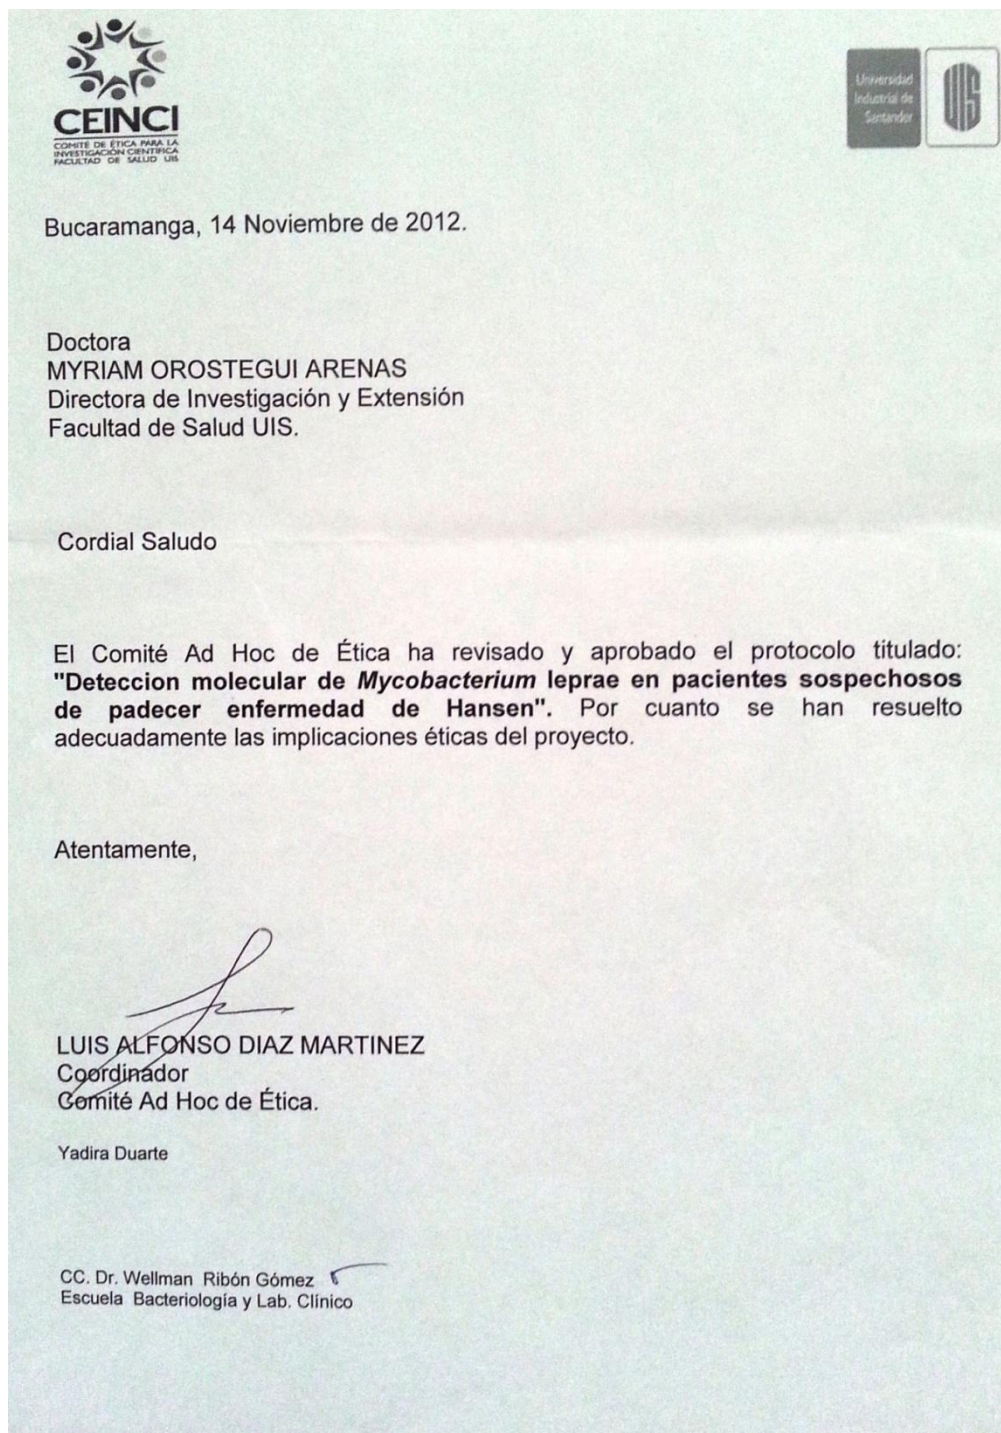 CEINCI
COMITÉ DE ÉTICA PARA LA
INVESTIGACIÓN CIENTÍFICA
FACULTAD DE SALUD UIS
Universidad
Industrial de
Santander
UIS
Bucaramanga, 14 Noviembre de 2012.
Doctora
MYRIAM OROSTEGUI ARENAS
Directora de Investigación y Extensión
Facultad de Salud UIS.
Cordial Saludo
El Comité Ad Hoc de Ética ha revisado y aprobado el protocolo titulado:
"Deteccion molecular de Mycobacterium leprae en pacientes sospechosos
de padecer enfermedad de Hansen". Por cuanto se han resuelto
adecuadamente las implicaciones éticas del proyecto.
Atentamente,
LUIS ALFONSO DIAZ MARTINEZ
Coordinador
Comité Ad Hoc de Ética.
Yadira Duarte
CC. Dr. Wellman Ribón Gómez
Escuela Bacteriología y Lab. Clínico